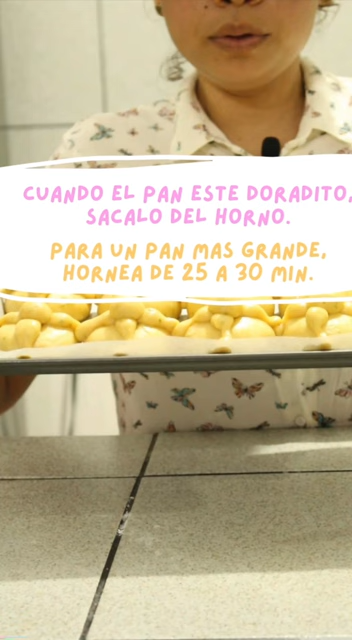 CUANDO EL PAN ESTE DORADITO,
SACALO DEL HORNO.
PARA UN PAN MAS GRANDE,
HORNEA DE 25 A 30 MIN.